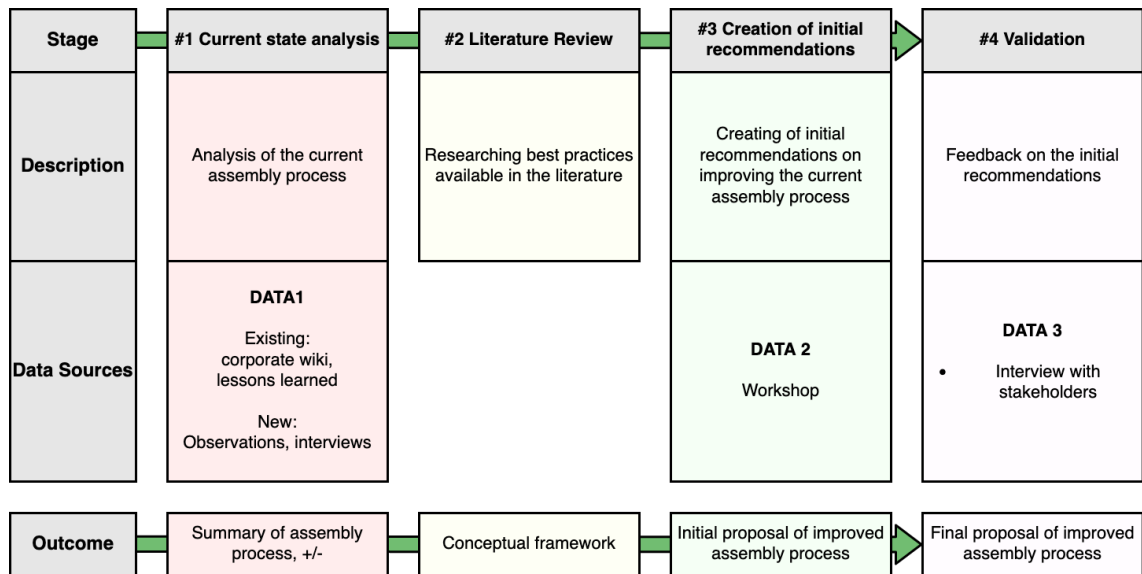 Stage
#1 Current state analysis
#2 Literature Review
#3 Creation of initial
recommendations
#4 Validation
Description
Analysis of the current
assembly process
Researching best practices
available in the literature
Creating of initial
recommendations on
improving the current
assembly process
Feedback on the initial
recommendations
Data Sources
DATA1
Existing:
corporate wiki,
lessons learned
New:
Observations, interviews
DATA 2
Workshop
DATA 3
• Interview with
stakeholders
Outcome
Summary of assembly
process, +/-
Conceptual framework
Initial proposal of improved
assembly process
Final proposal of improved
assembly process